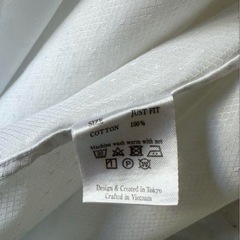 SIZE JUST FIT
COTTON 100%
Machine wash warm with net
Design & Created in Tokyo
Crafted in Vietnam